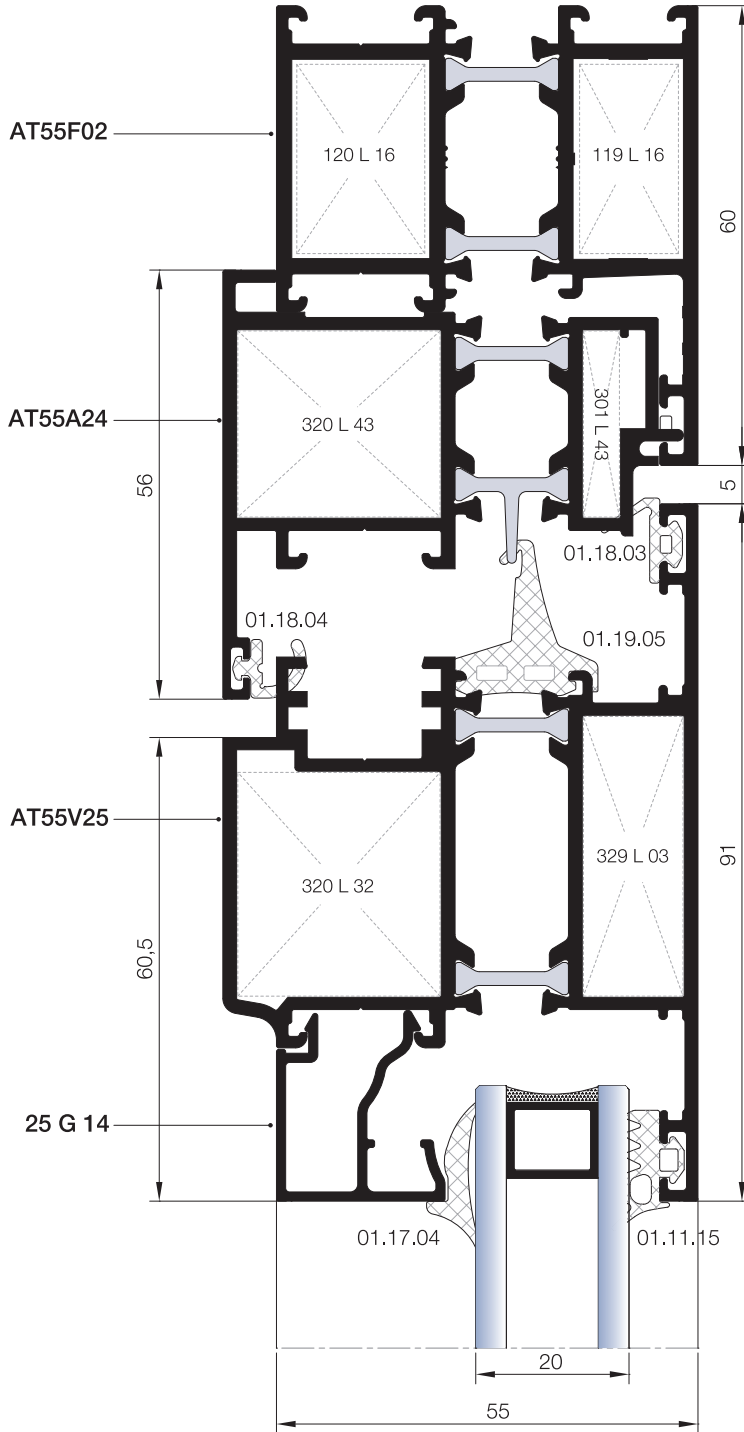 AT55F02
120 L 16
119 L 16
60
AT55A24
320 L 43
301 L 43
56
5
01.18.03
01.18.04
01.19.05
AT55V25
320 L 32
329 L 03
91
60,5
25 G 14
01.17.04
01.11.15
20
55